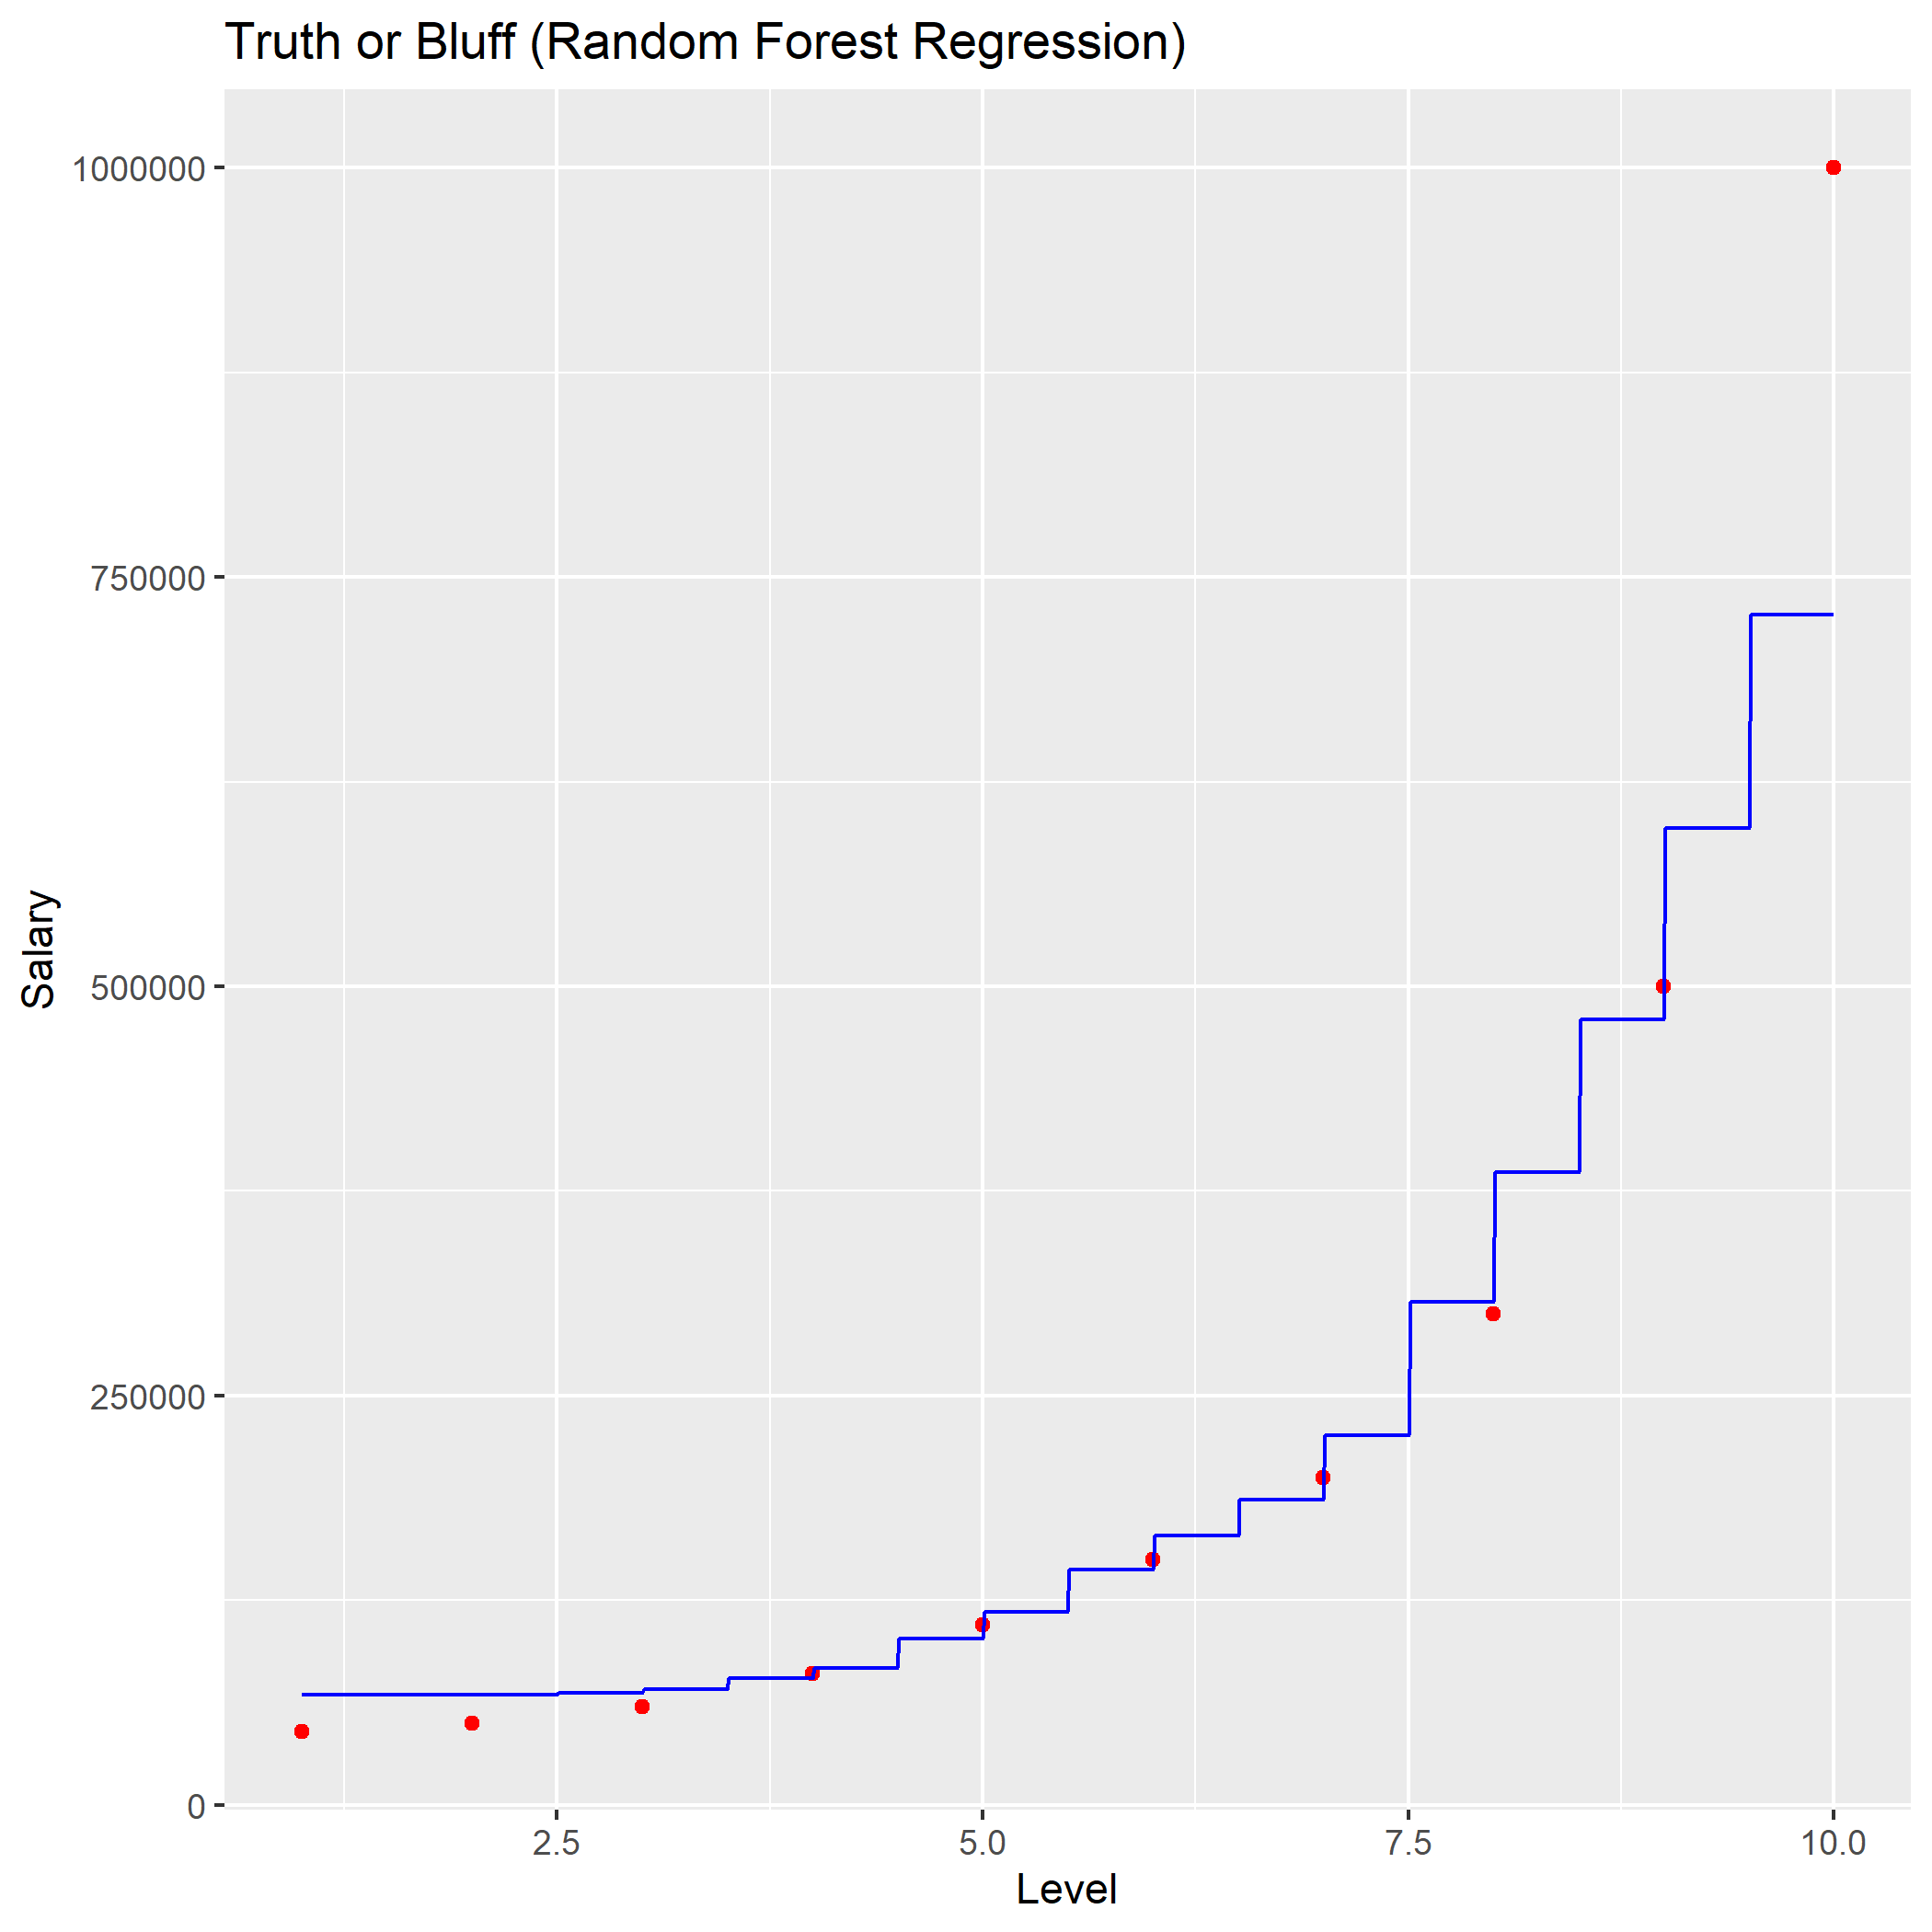 Truth or Bluff (Random Forest Regression)
1000000
750000
500000
250000
0
Salary
2.5 5.0 7.5 10.0
Level